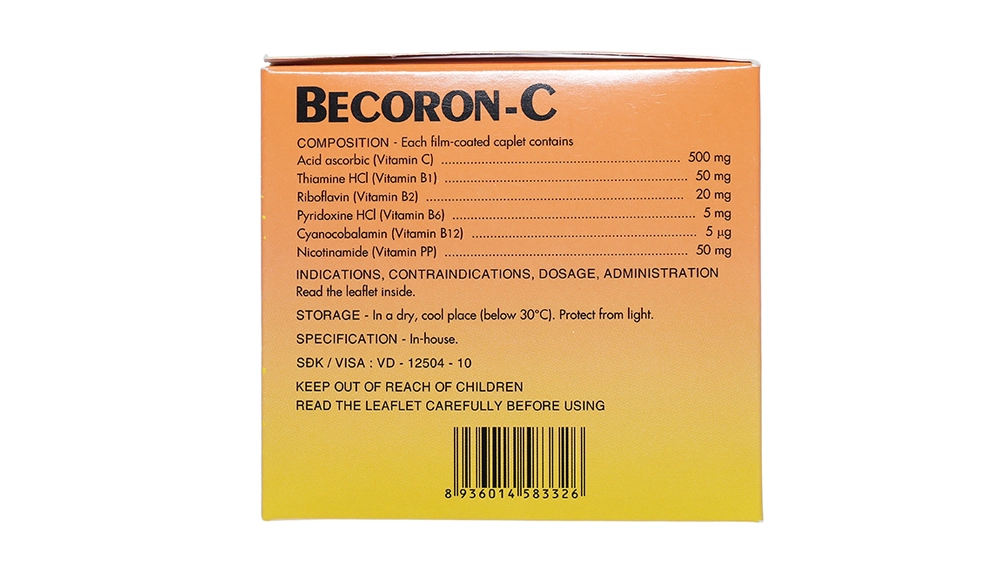 BECORON-C
COMPOSITION - Each film-coated caplet contains
Acid ascorbic (Vitamin C) ........................................................................ 500 mg
Thiamine HCl (Vitamin B1) ....................................................................... 50 mg
Riboflavin (Vitamin B2) ........................................................................ 20 mg
Pyridoxine HCl (Vitamin B6) ....................................................................... 5 mg
Cyanocobalamin (Vitamin B12) ................................................................ 5 µg
Nicotinamide (Vitamin PP) ....................................................................... 50 mg
INDICATIONS, CONTRAINDICATIONS, DOSAGE, ADMINISTRATION
Read the leaflet inside.
STORAGE - In a dry, cool place (below 30°C). Protect from light.
SPECIFICATION - In-house.
SĐK / VISA : VD - 12504 - 10
KEEP OUT OF REACH OF CHILDREN
READ THE LEAFLET CAREFULLY BEFORE USING
8 936014 583326